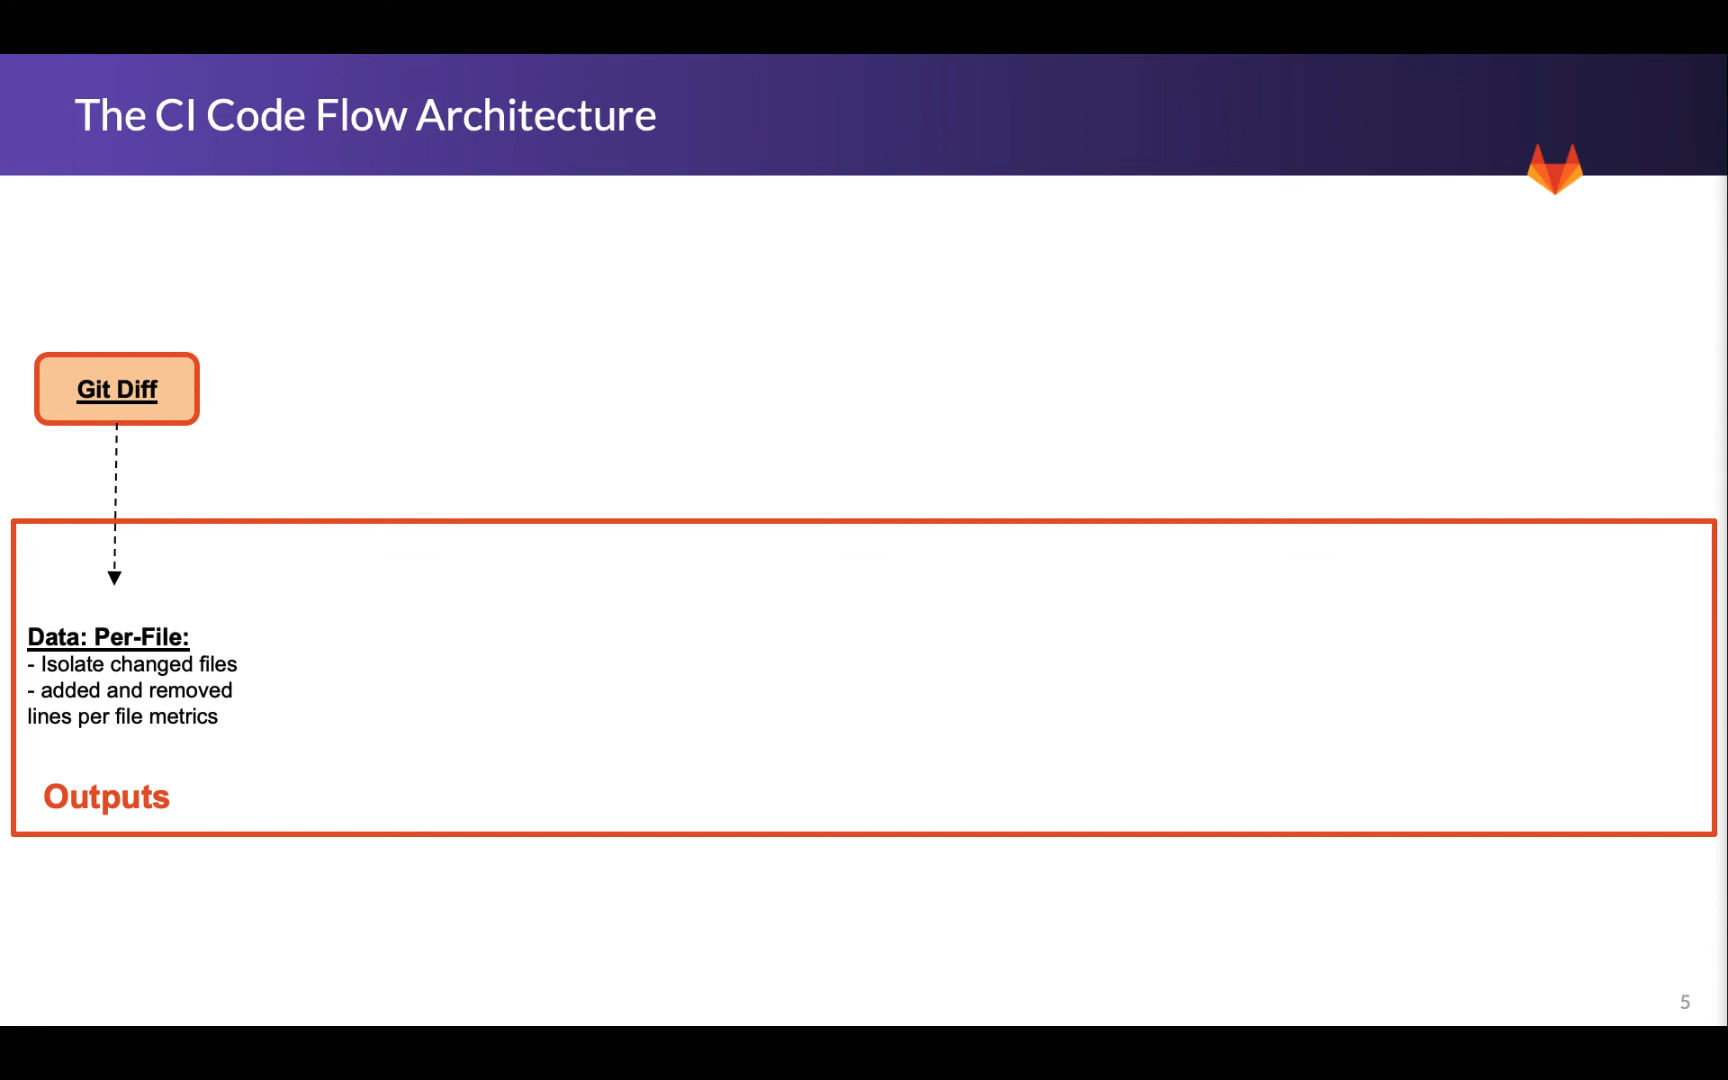 The CI Code Flow Architecture
Git Diff
Data: Per-File:
- Isolate changed files
- added and removed
lines per file metrics
Outputs
5